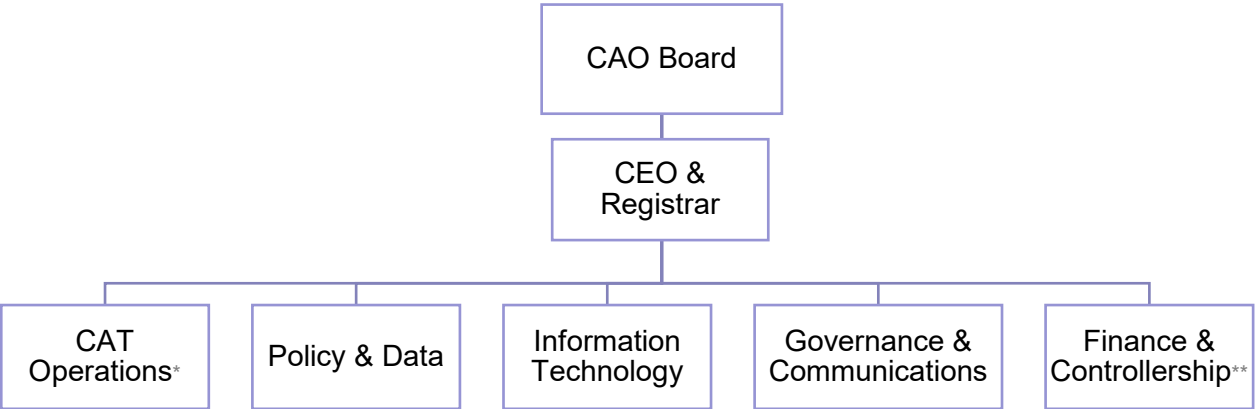 CAO Board
CEO &
Registrar
CAT
Operations*
Policy & Data
Information
Technology
Governance &
Communications
Finance &
Controllership**